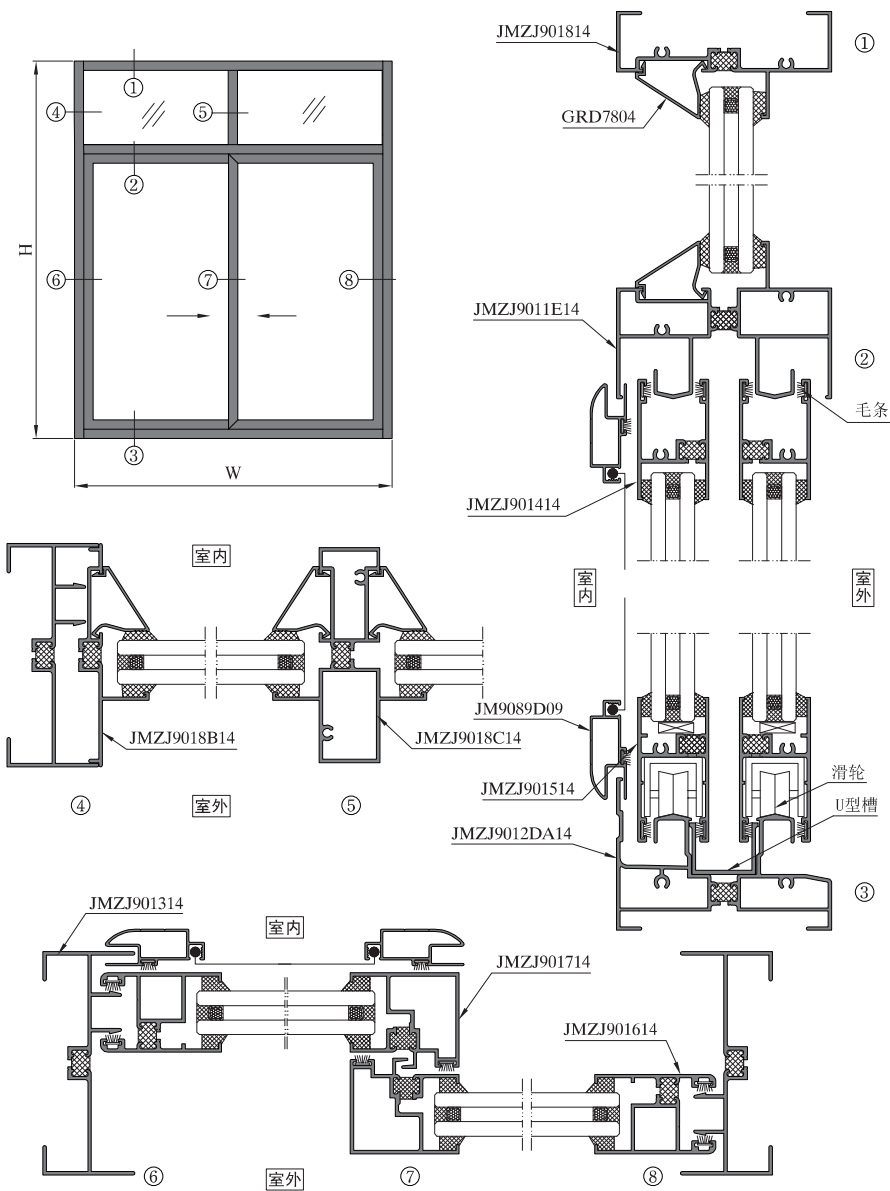 ①
④
⑤
②
H
⑥
⑦
⑧
③
W
JMZJ901814
①
GRD7804
JMZJ9011E14
②
毛条
JMZJ901414
室内
室外
室内
JMZJ9018B14
JMZJ9018C14
④
室外
⑤
JM9089D09
JMZJ901514
滑轮
U型槽
JMZJ9012DA14
③
JMZJ901314
室内
JMZJ901714
JMZJ901614
⑥
室外
⑦
⑧